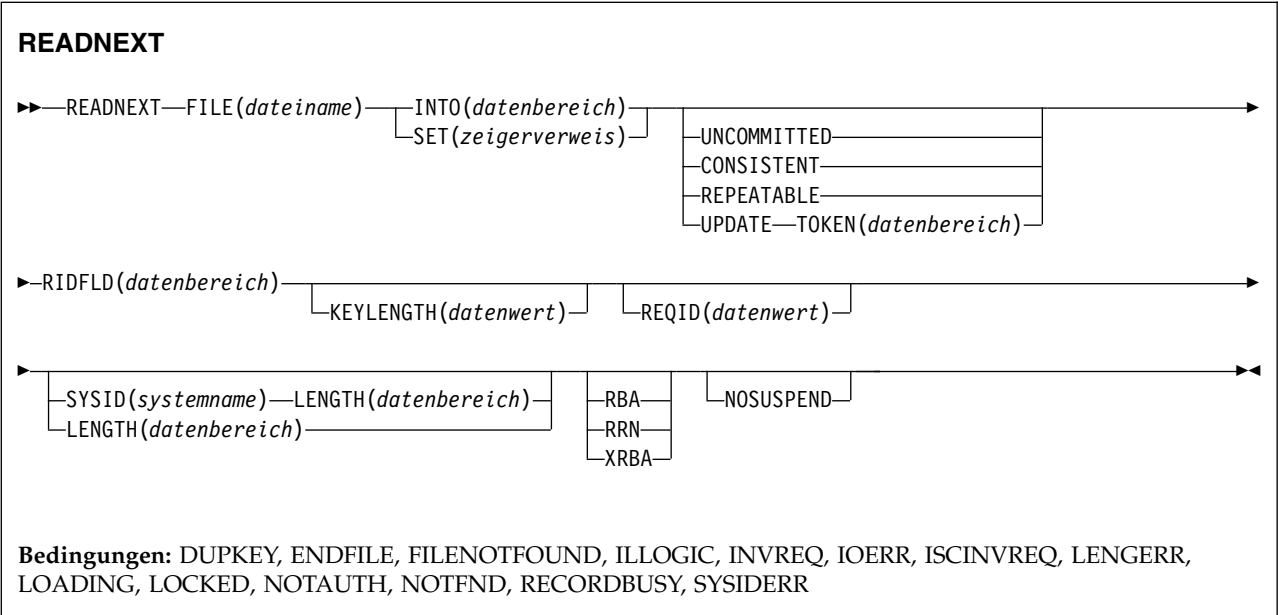 READNEXT
READNEXT FILE(dateiname) INTO(datenbereich)
SET(zeigerverweis)
UNCOMMITTED
CONSISTENT
REPEATABLE
UPDATE TOKEN(datenbereich)
RIDFLD(datenbereich)
KEYLENGTH(datenwert) REQID(datenwert)
SYSID(systemname) LENGTH(datenbereich) RBA NOSUSPEND
LENGTH(datenbereich) RRN
XRBA
Bedingungen: DUPKEY, ENDFILE, FILENOTFOUND, ILLOGIC, INVREQ, IOERR, ISCINVREQ, LENGERR,
LOADING, LOCKED, NOTAUTH, NOTFND, RECORDBUSY, SYSIDERR